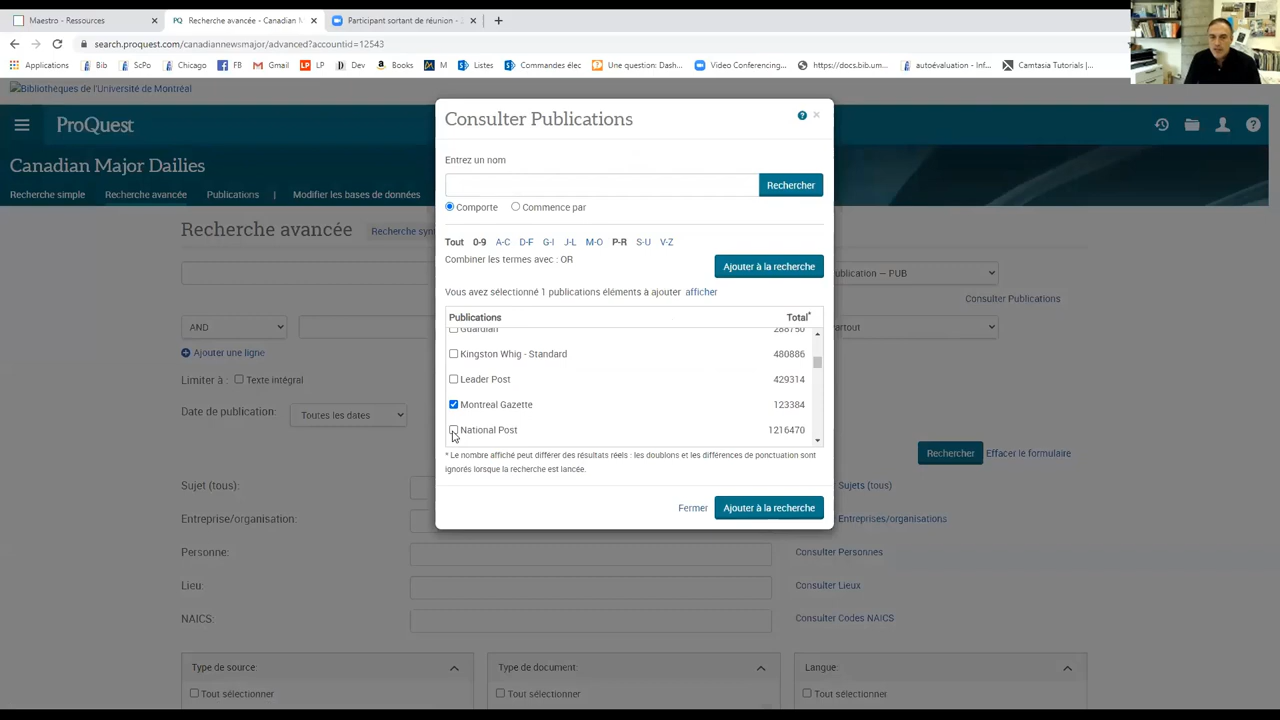 Maestro - Ressources
PQ Recherche avancée - Canadian M
Participant sortant de réunion -
search.proquest.com/canadiannewsmajor/advanced?accountid=12543
Applications Bib ScPo Chicago FB Gmail LP Dev Books M Listes Commandes élec Une question: Dash... Video Conferencing... https://docs.bib.um... autoévaluation - Inf... Camtasia Tutorials |...
Bibliothèques de l'Université de Montréal
ProQuest
Canadian Major Dailies
Recherche simple Recherche avancée Publications | Modifier les bases de données
Recherche avancée
Recherche syn
ublication — PUB
Consulter Publications
AND
artout
Ajouter une ligne
Limiter à : Texte intégral
Date de publication: Toutes les dates
Rechercher Effacer le formulaire
Sujet (tous): Sujets (tous)
Entreprise/organisation: Entreprises/organisations
Personne: Consulter Personnes
Lieu: Consulter Lieux
NAICS: Consulter Codes NAICS
Type de source: Type de document: Langue:
Tout sélectionner Tout sélectionner Tout sélectionner
Consulter Publications
Entrez un nom
Rechercher
Comporte Commence par
Tout 0-9 A-C D-F G-I J-L M-O P-R S-U V-Z
Combiner les termes avec : OR
Ajouter à la recherche
Vous avez sélectionné 1 publications éléments à ajouter afficher
Publications Total*
Guardian 288750
Kingston Whig - Standard 480886
Leader Post 429314
Montreal Gazette 123384
National Post 1216470
* Le nombre affiché peut différer des résultats réels : les doublons et les différences de ponctuation sont
ignorés lorsque la recherche est lancée.
Fermer Ajouter à la recherche